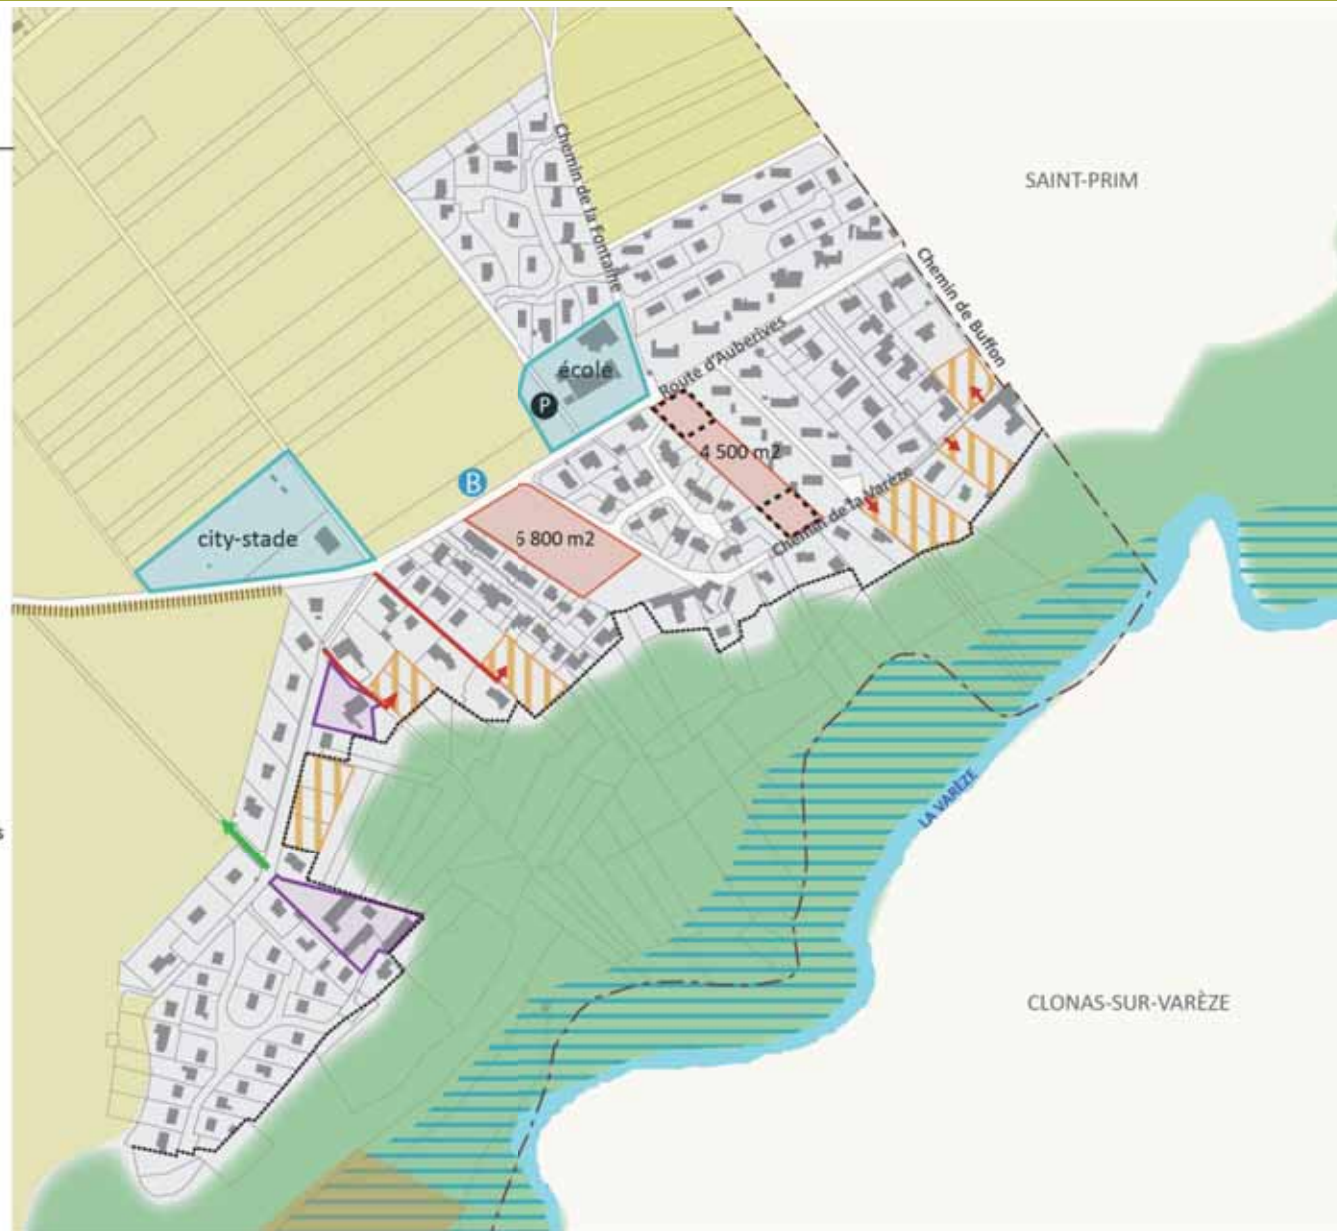 Chemin de la Fontaine
SAINT-PRIM
Chemin de Buffon
Route d'Auberives
école
P
4 500 m2
B
Chemin de la Varèze
city-stade
6 800 m2
LA VARÈZE
s
CLONAS-SUR-VARÈZE